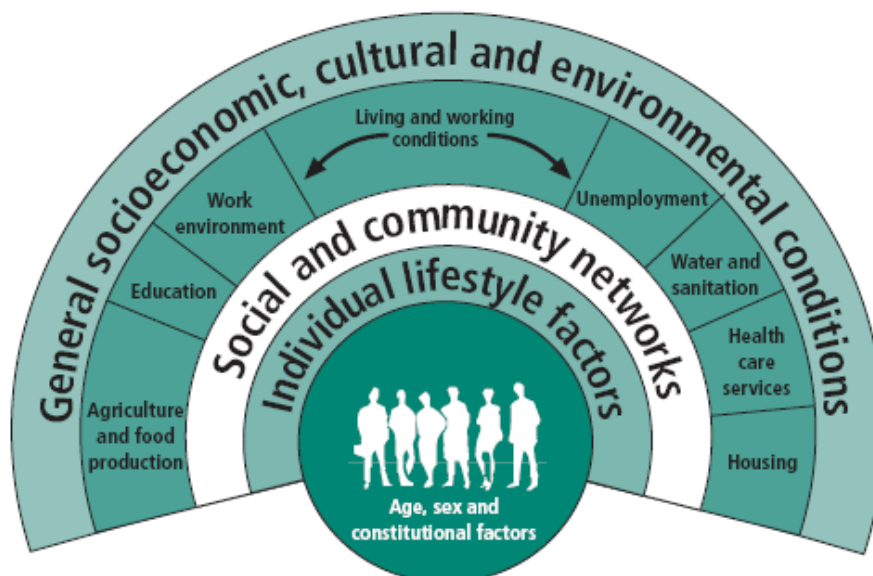 General socioeconomic, cultural and environmental conditions
Living and working
conditions
Work
environment
Unemployment
Education
Water and
sanitation
Agriculture
and food
production
Health
care
services
Housing
Social and community networks
Individual lifestyle factors
Age, sex and
constitutional factors